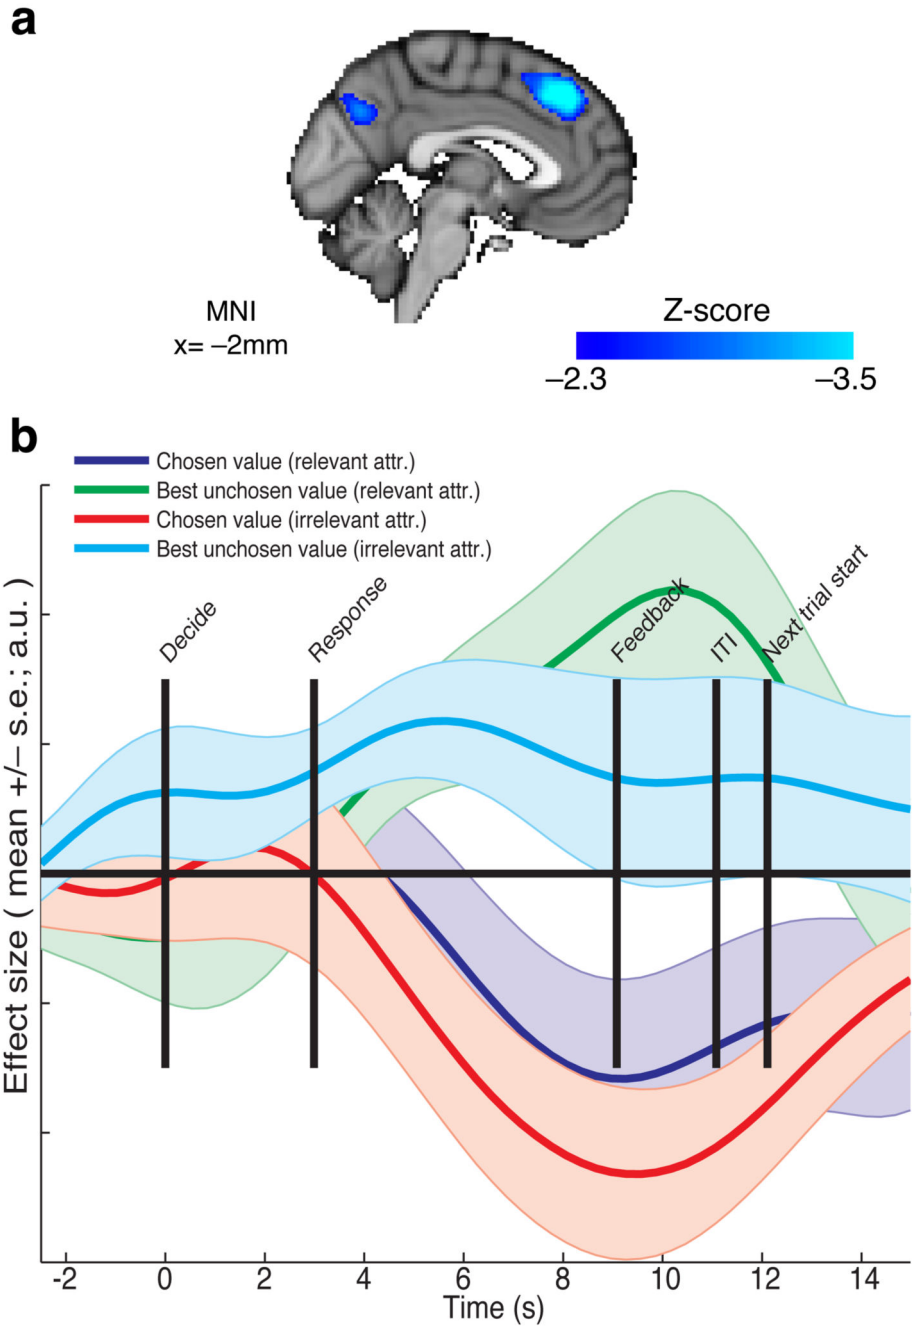 a
MNI
x= –2mm
Z-score
–2.3
–3.5
b
Chosen value (relevant attr.)
Best unchosen value (relevant attr.)
Chosen value (irrelevant attr.)
Best unchosen value (irrelevant attr.)
Decide
Response
Feedback
ITI
Next trial start
Effect size ( mean +/– s.e.; a.u. )
-2 0 2 4 6 8 10 12 14
Time (s)